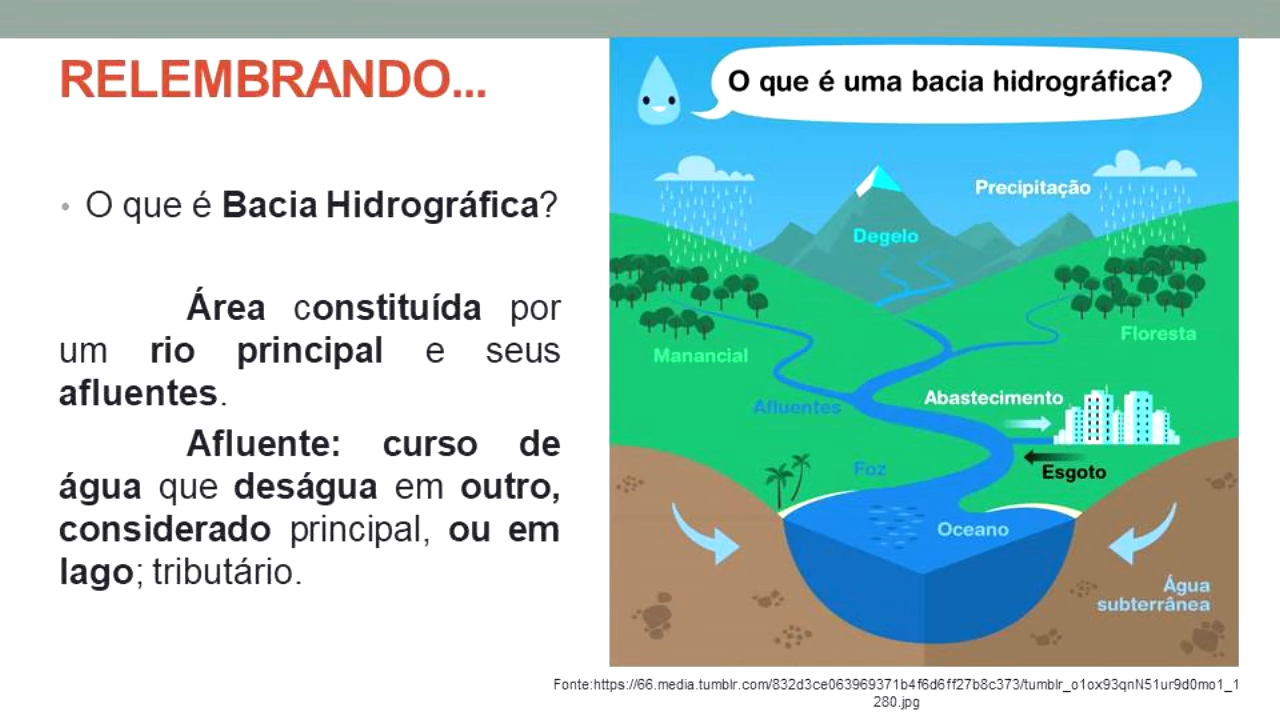 RELEMBRANDO...
• O que é Bacia Hidrográfica?
Área constituída por
um rio principal e seus
afluentes.
Afluente: curso de
água que deságua em outro,
considerado principal, ou em
lago; tributário.
O que é uma bacia hidrográfica?
Precipitação
Degelo
Floresta
Manancial
Abastecimento
Afluentes
Foz
Esgoto
Oceano
Água
subterrânea
Fonte:https://66.media.tumblr.com/832d3ce063969371b4f6d6ff27b8c373/tumblr_o1ox93qnN51ur9d0mo1_1
280.jpg